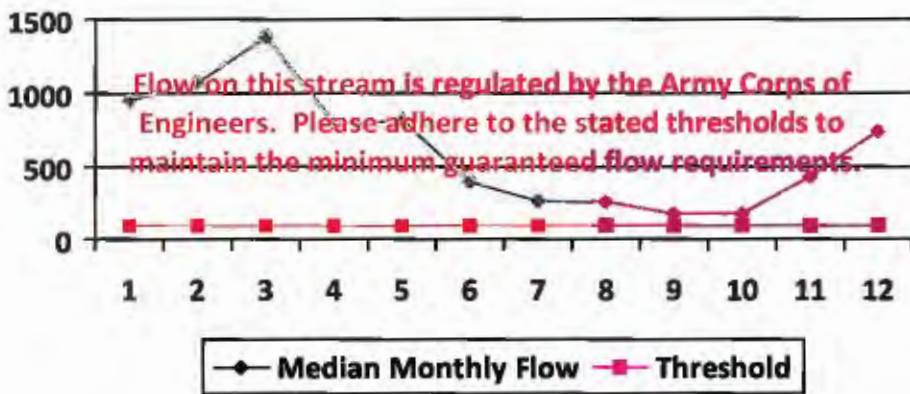 1500
1000
500
0
Flow on this stream is regulated by the Army Corps of
Engineers. Please adhere to the stated thresholds to
maintain the minimum guaranteed flow requirements.
1 2 3 4 5 6 7 8 9 10 11 12
Median Monthly Flow Threshold